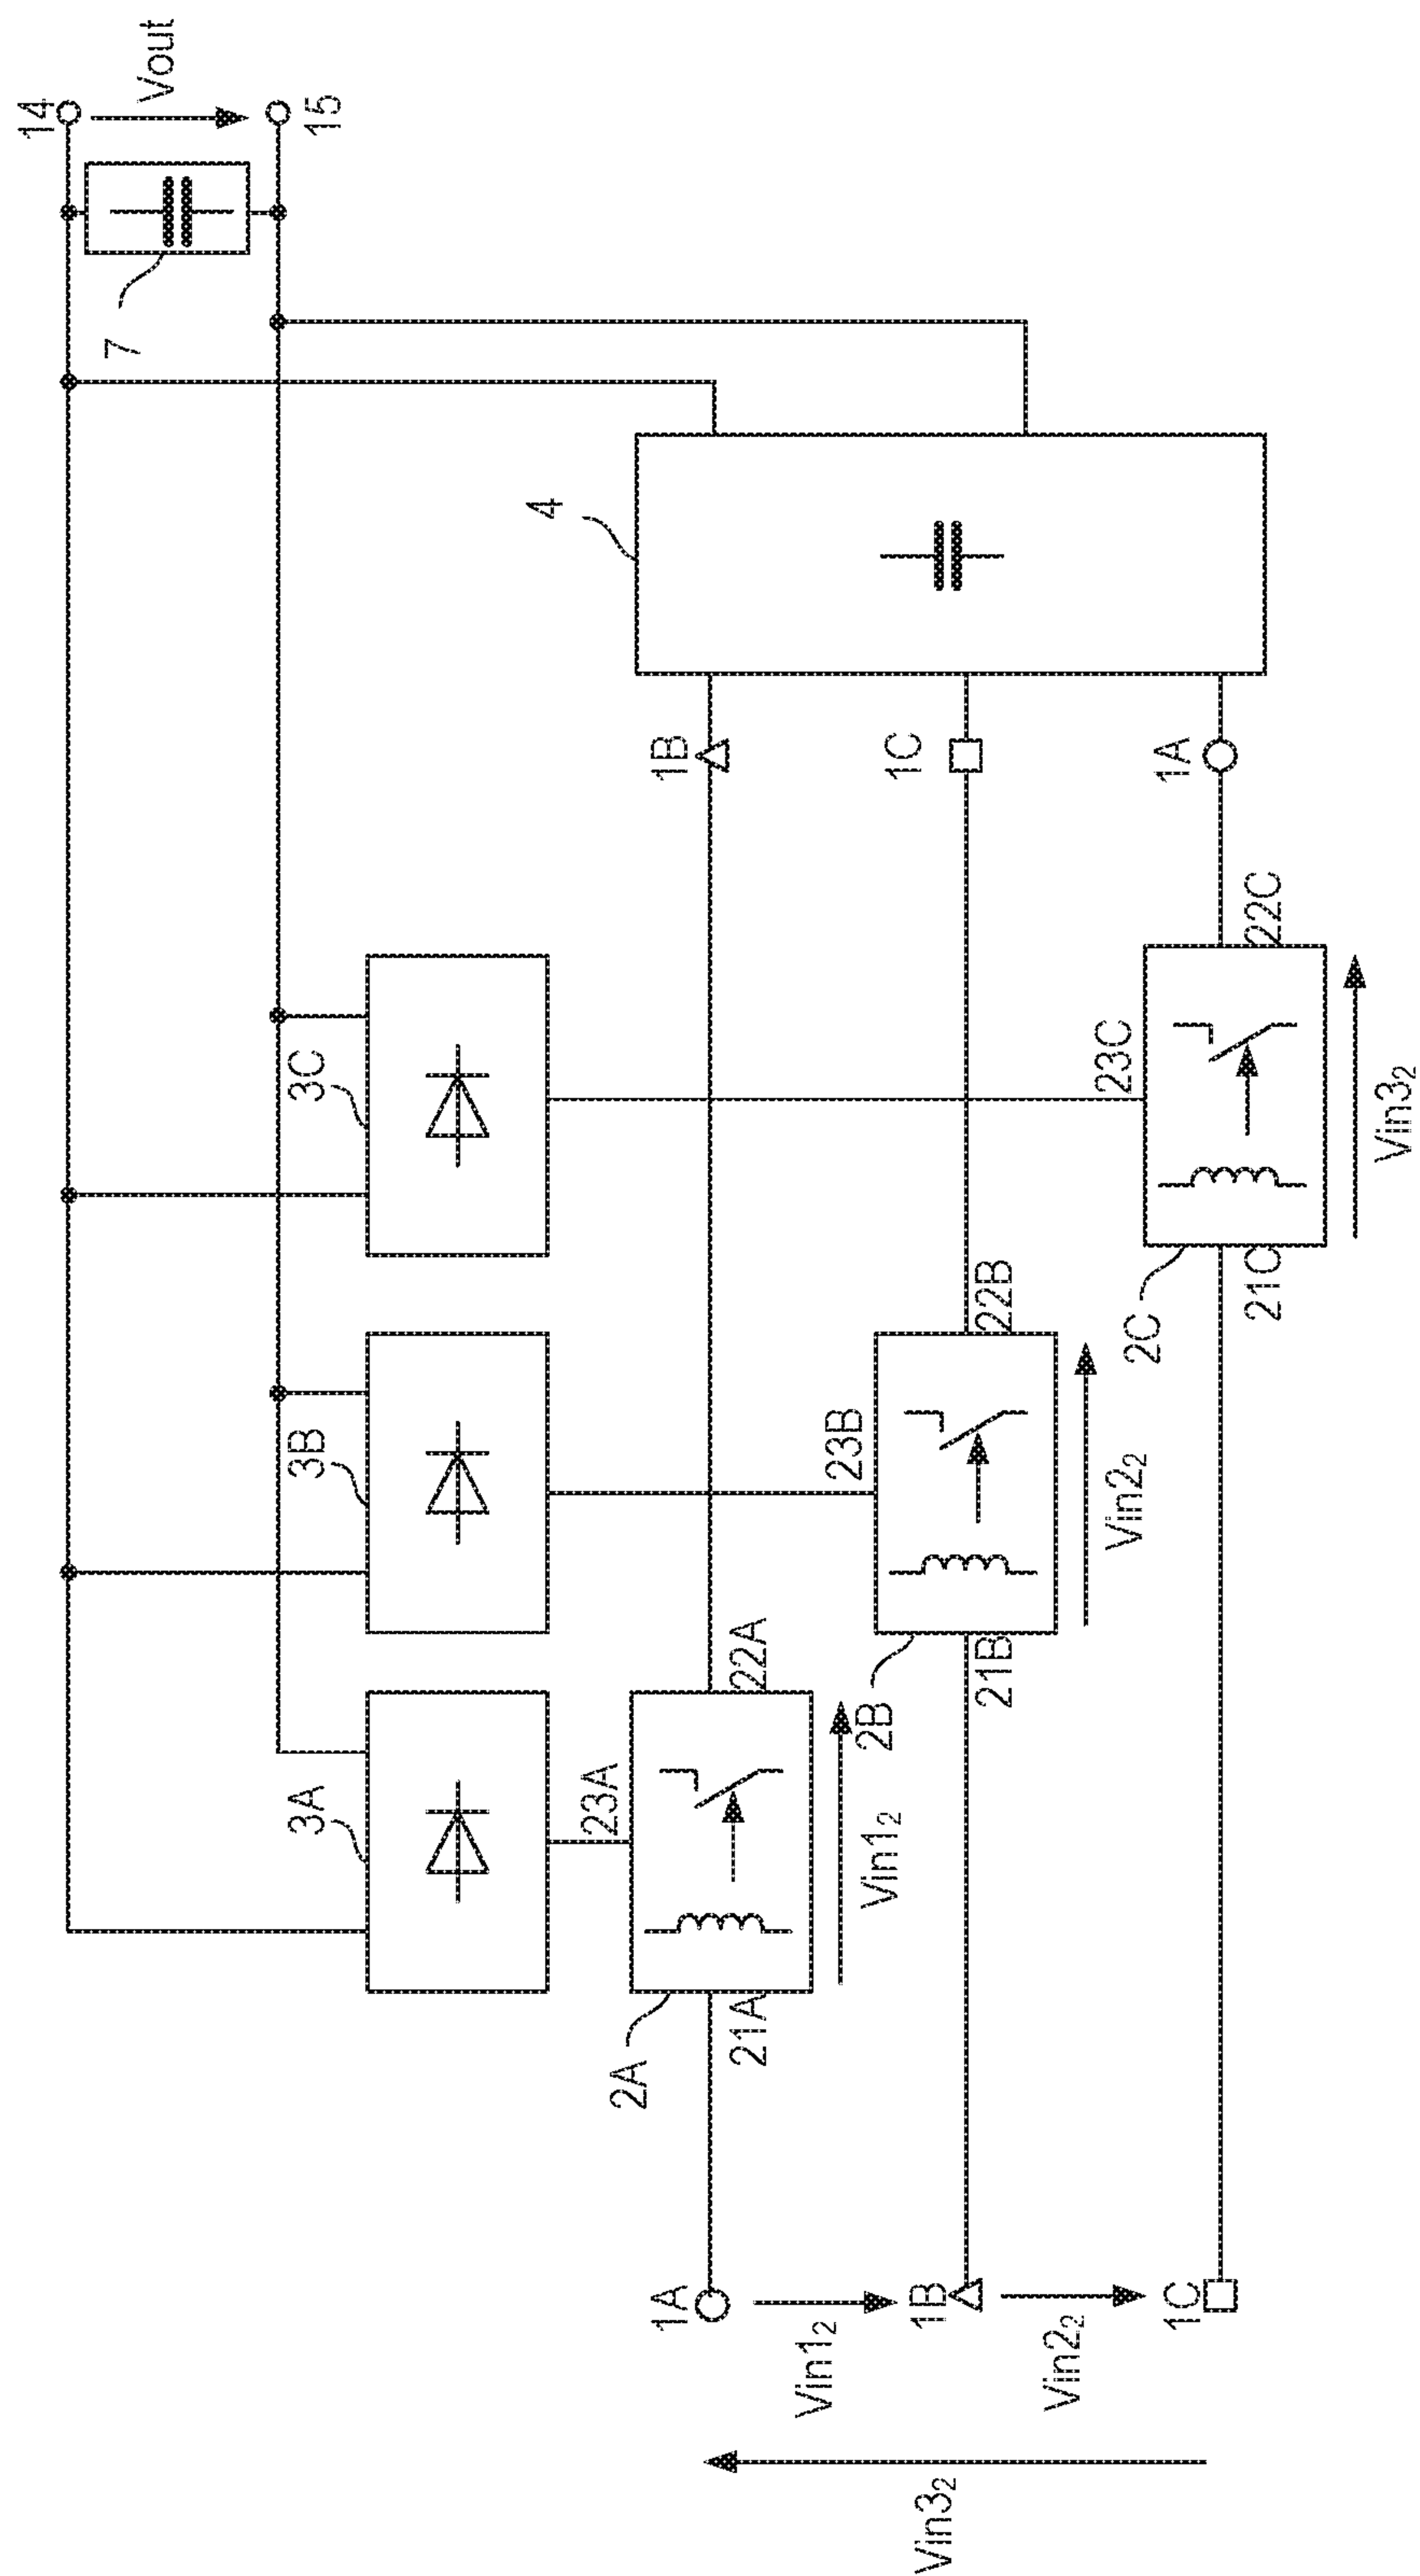 14
Vout
15
7
4
3A
3B
3C
23A
23B
23C
1A
2A
21A
22A
1B
Vin1₂
Vin1₂
1B
2B
21B
22B
1C
Vin2₂
Vin2₂
1C
2C
21C
22C
1A
Vin3₂
Vin3₂